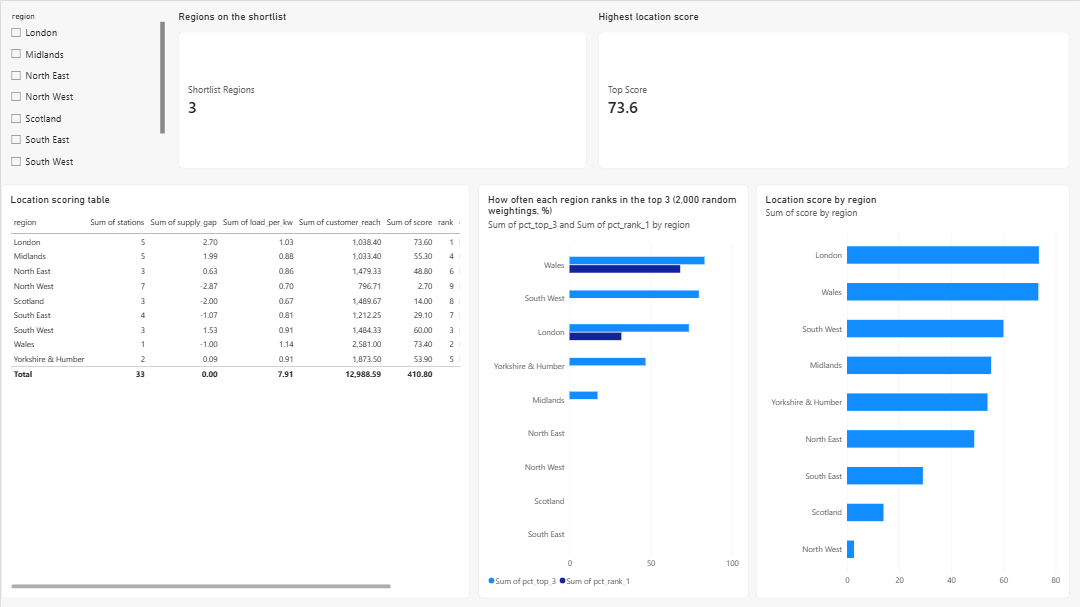 region
London
Midlands
North East
North West
Scotland
South East
South West
Regions on the shortlist
Shortlist Regions
3
Highest location score
Top Score
73.6
Location scoring table
region Sum of stations Sum of supply_gap Sum of load_per_kw Sum of customer_reach Sum of score rank
London 5 2.70 1.03 1,038.40 73.60 1
Midlands 5 1.99 0.88 1,033.40 55.30 4
North East 3 0.63 0.86 1,479.33 48.80 6
North West 7 -2.87 0.70 796.71 2.70 9
Scotland 3 -2.00 0.67 1,489.67 14.00 8
South East 4 -1.07 0.81 1,212.25 29.10 7
South West 3 1.53 0.91 1,484.33 60.00 3
Wales 1 -1.00 1.14 2,581.00 73.40 2
Yorkshire & Humber 2 0.09 0.91 1,873.50 53.90 5
Total 33 0.00 7.91 12,988.59 410.80
How often each region ranks in the top 3 (2,000 random
weightings, %)
Sum of pct_top_3 and Sum of pct_rank_1 by region
Wales
South West
London
Yorkshire & Humber
Midlands
North East
North West
Scotland
South East
0 50 100
Sum of pct_top_3 Sum of pct_rank_1
Location score by region
Sum of score by region
London
Wales
South West
Midlands
Yorkshire & Humber
North East
South East
Scotland
North West
0 20 40 60 80